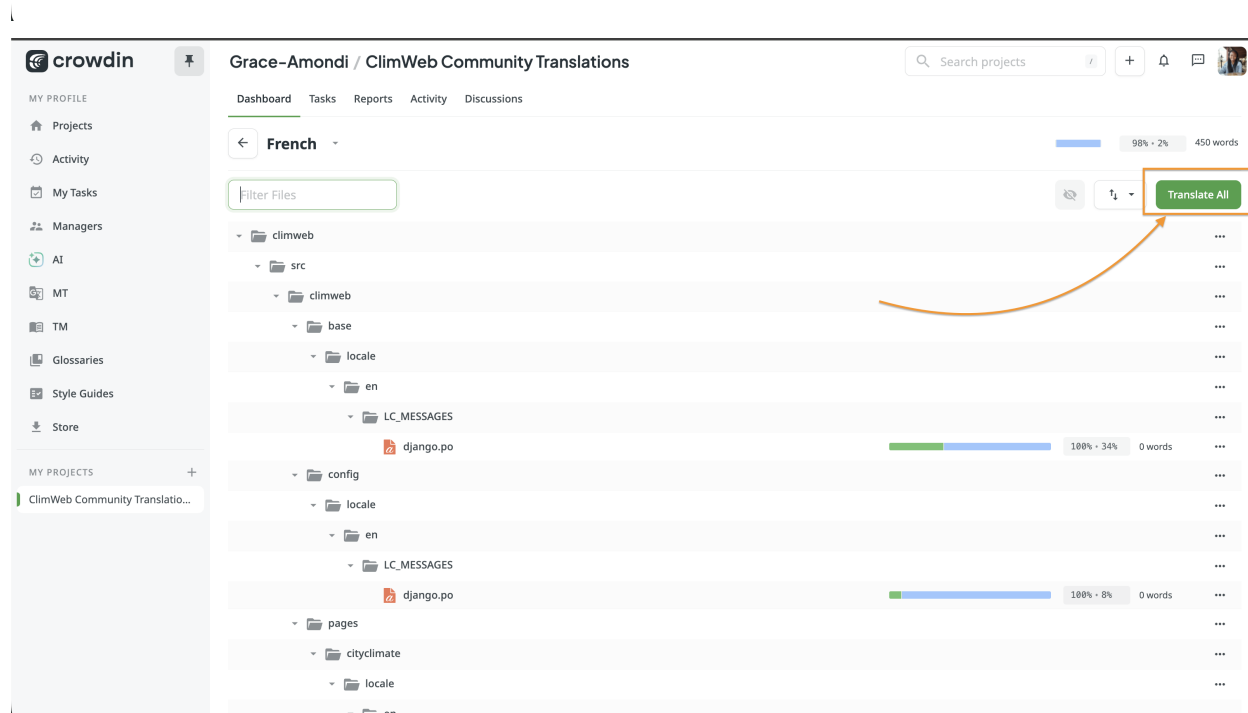 crowdin
Grace-Amondi / ClimWeb Community Translations
Search projects /
MY PROFILE
Dashboard Tasks Reports Activity Discussions
Projects
French
98% • 2% 450 words
Activity
My Tasks
Filter Files
Translate All
Managers
climweb
AI
src
MT
climweb
TM
base
Glossaries
locale
Style Guides
en
Store
LC_MESSAGES
django.po 100% • 34% 0 words
MY PROJECTS
config
ClimWeb Community Translatio...
locale
en
LC_MESSAGES
django.po 100% • 8% 0 words
pages
cityclimate
locale
en